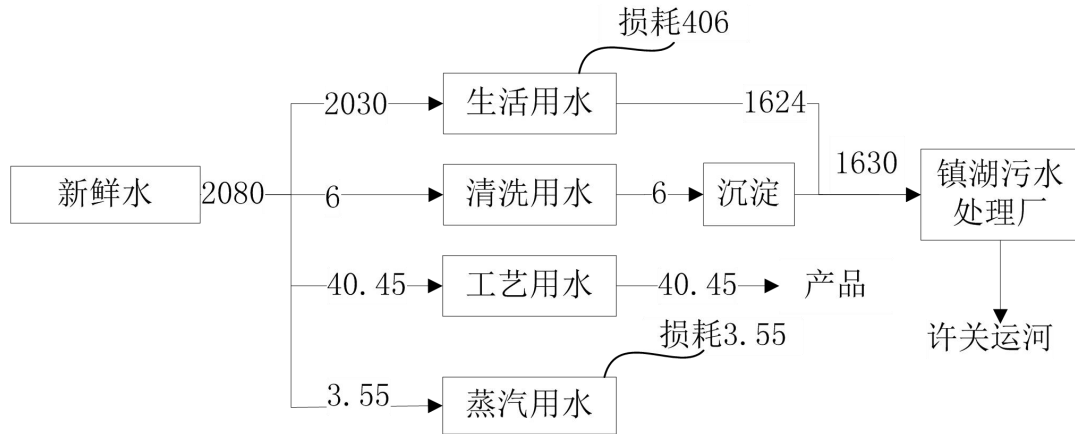 损耗406
2030
生活用水
1624
新鲜水
2080
6
清洗用水
6
沉淀
1630
镇湖污水
处理厂
40.45
工艺用水
40.45
产品
许关运河
损耗3.55
3.55
蒸汽用水